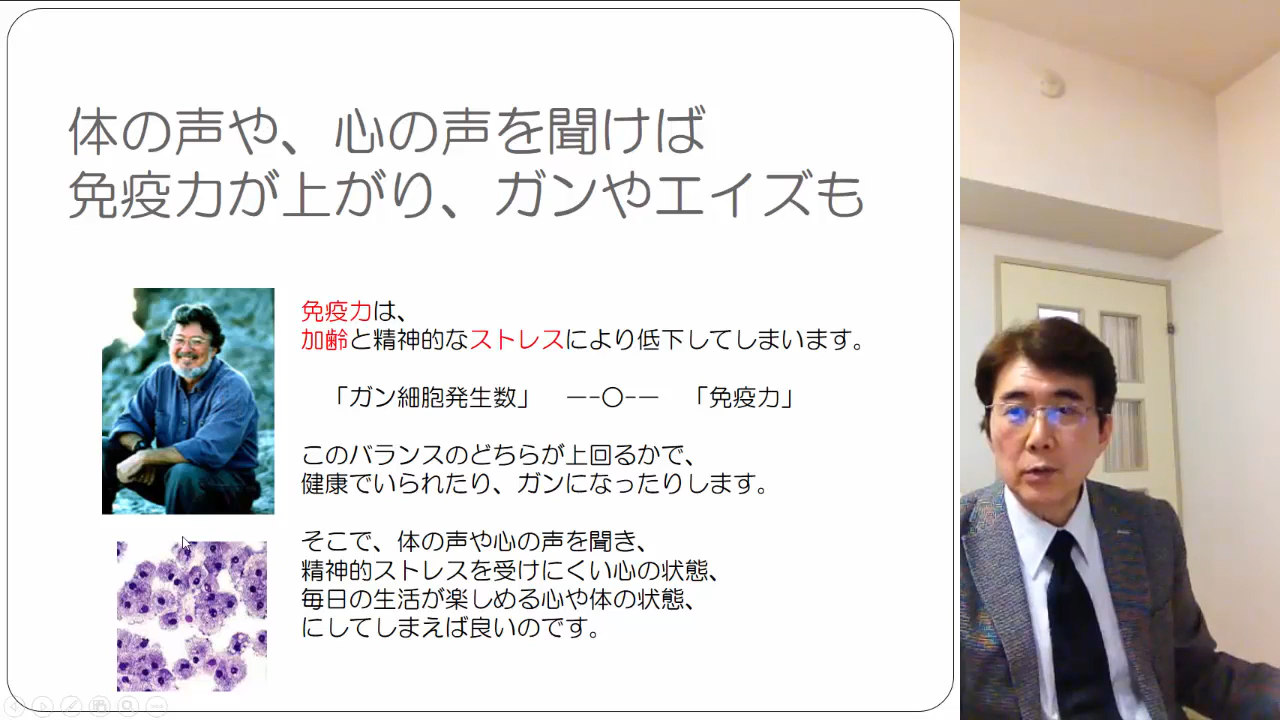 体の声や、心の声を聞けば
免疫力が上がり、ガンやエイズも
免疫力は、
加齢と精神的なストレスにより低下してしまいます。
「ガン細胞発生数」 ―-〇-― 「免疫力」
このバランスのどちらが上回るかで、
健康でいられたり、ガンになったりします。
そこで、体の声や心の声を聞き、
精神的ストレスを受けにくい心の状態、
毎日の生活が楽しめる心や体の状態、
にしてしまえば良いのです。